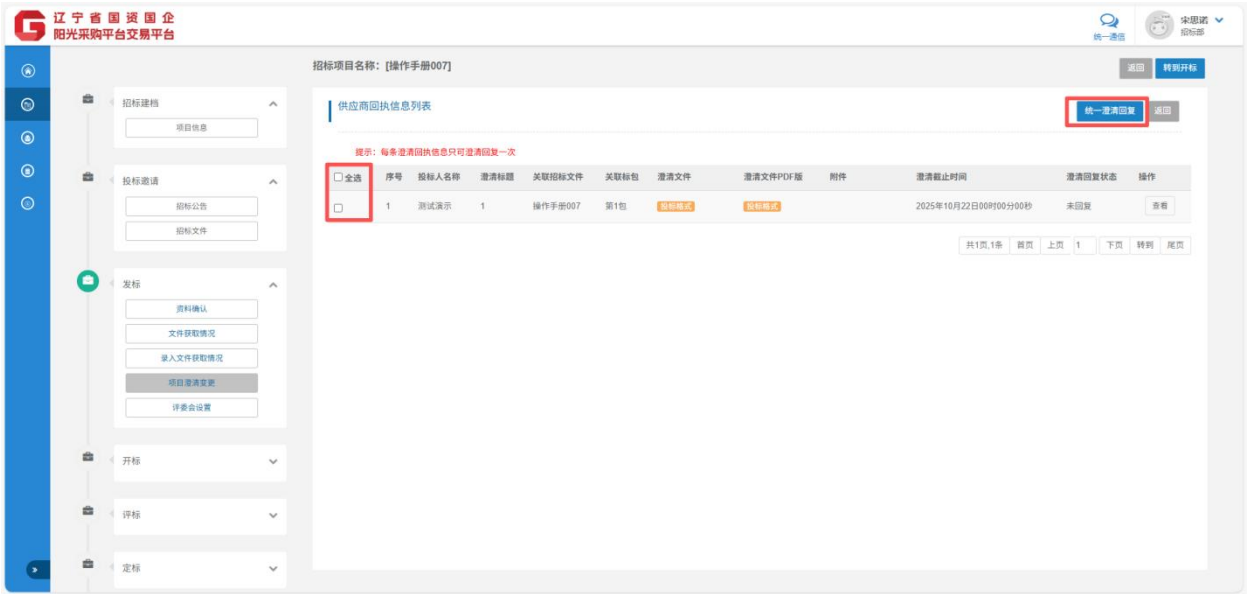 辽宁省国资国企
阳光采购平台交易平台
统一通信
宋思诺
招标部
招标项目名称：[操作手册007]
返回
转到开标
招标建档
项目信息
投标邀请
招标公告
招标文件
发标
资料确认
文件获取情况
录入文件获取情况
项目澄清变更
评委会设置
开标
评标
定标
供应商回执信息列表
统一澄清回复
返回
提示：每条澄清回执信息只可澄清回复一次
全选 序号 投标人名称 澄清标题 关联招标文件 关联标包 澄清文件 澄清文件PDF版 附件 澄清截止时间 澄清回复状态 操作
1 测试演示 1 操作手册007 第1包 投标格式 投标格式 2025年10月22日00时00分00秒 未回复 查看
共1页,1条 首页 上页 1 下页 转到 尾页